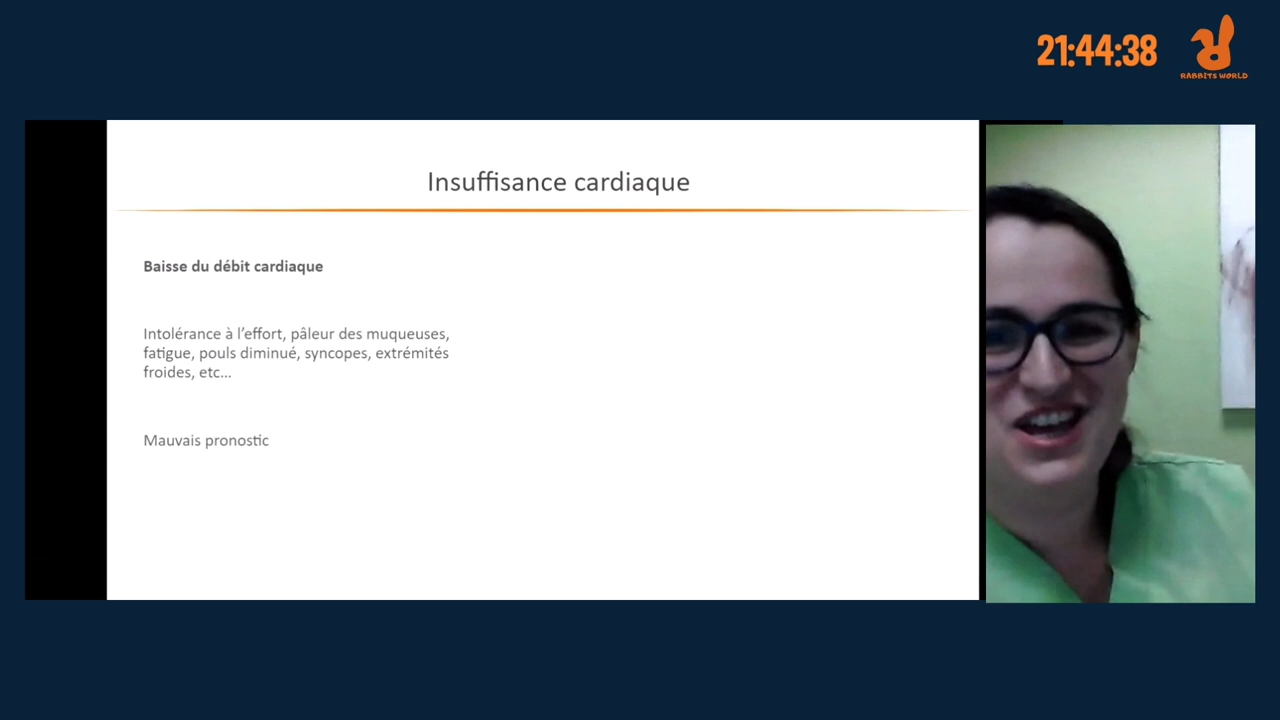 21:44:38
RABBITS WORLD
Insuffisance cardiaque
Baisse du débit cardiaque
Intolérance à l’effort, pâleur des muqueuses,
fatigue, pouls diminué, syncopes, extrémités
froides, etc...
Mauvais pronostic